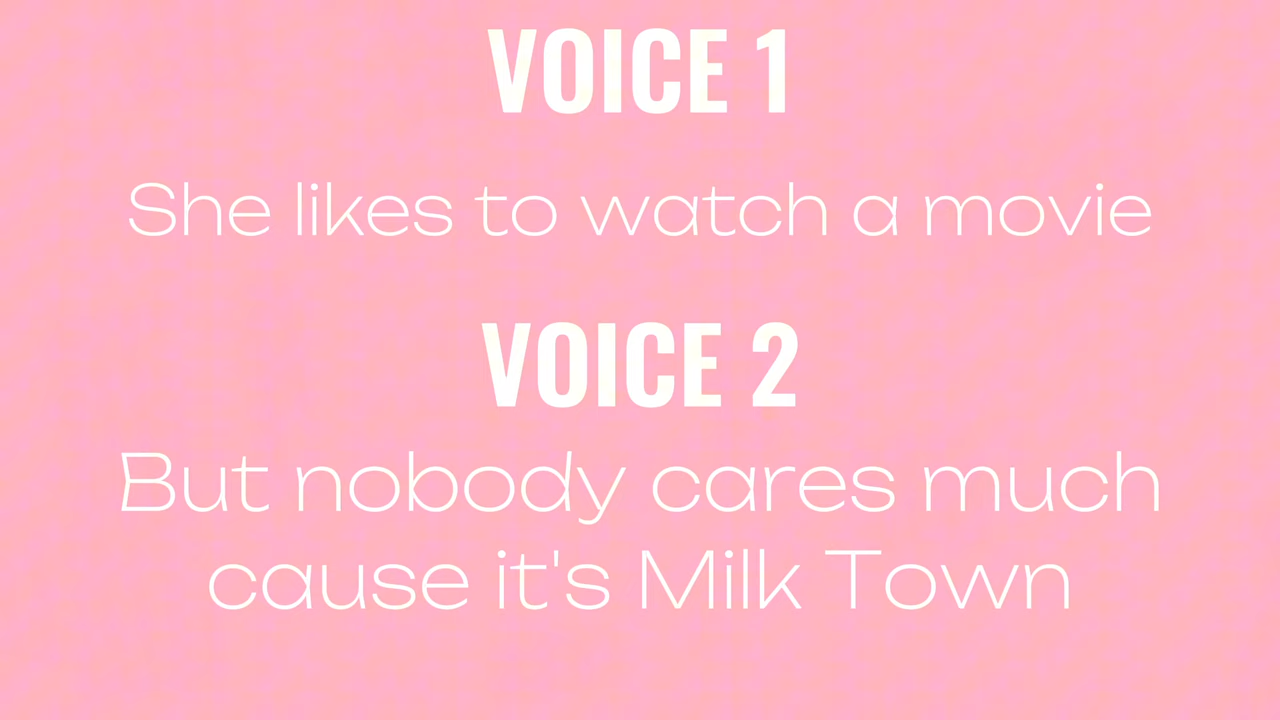 VOICE 1
She likes to watch a movie
VOICE 2
But nobody cares much
cause it's Milk Town